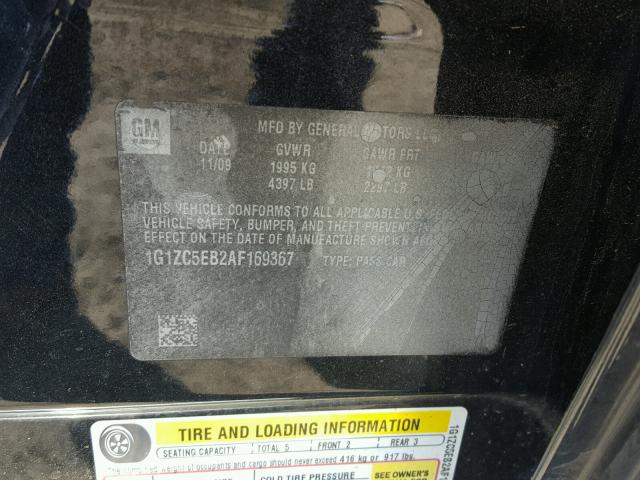 GM
MFD BY GENERAL MOTORS LLC
DATE GVWR GAWR FRT
11/09 1995 KG KG
4397 LB 2297 LB
THIS VEHICLE CONFORMS TO ALL APPLICABLE U.S.
VEHICLE SAFETY, BUMPER, AND THEFT PREVENTION
EFFECT ON THE DATE OF MANUFACTURE SHOWN
1G1ZC5EB2AF169367 TYPE: PASS CAR
TIRE AND LOADING INFORMATION
SEATING CAPACITY TOTAL 5 FRONT 2 REAR 3
The combined weight of occupants and cargo should never exceed 416 kg or 917 lbs.
COLD TIRE PRESSURE SEE OWNER'S
1G1ZC5EB2AF1